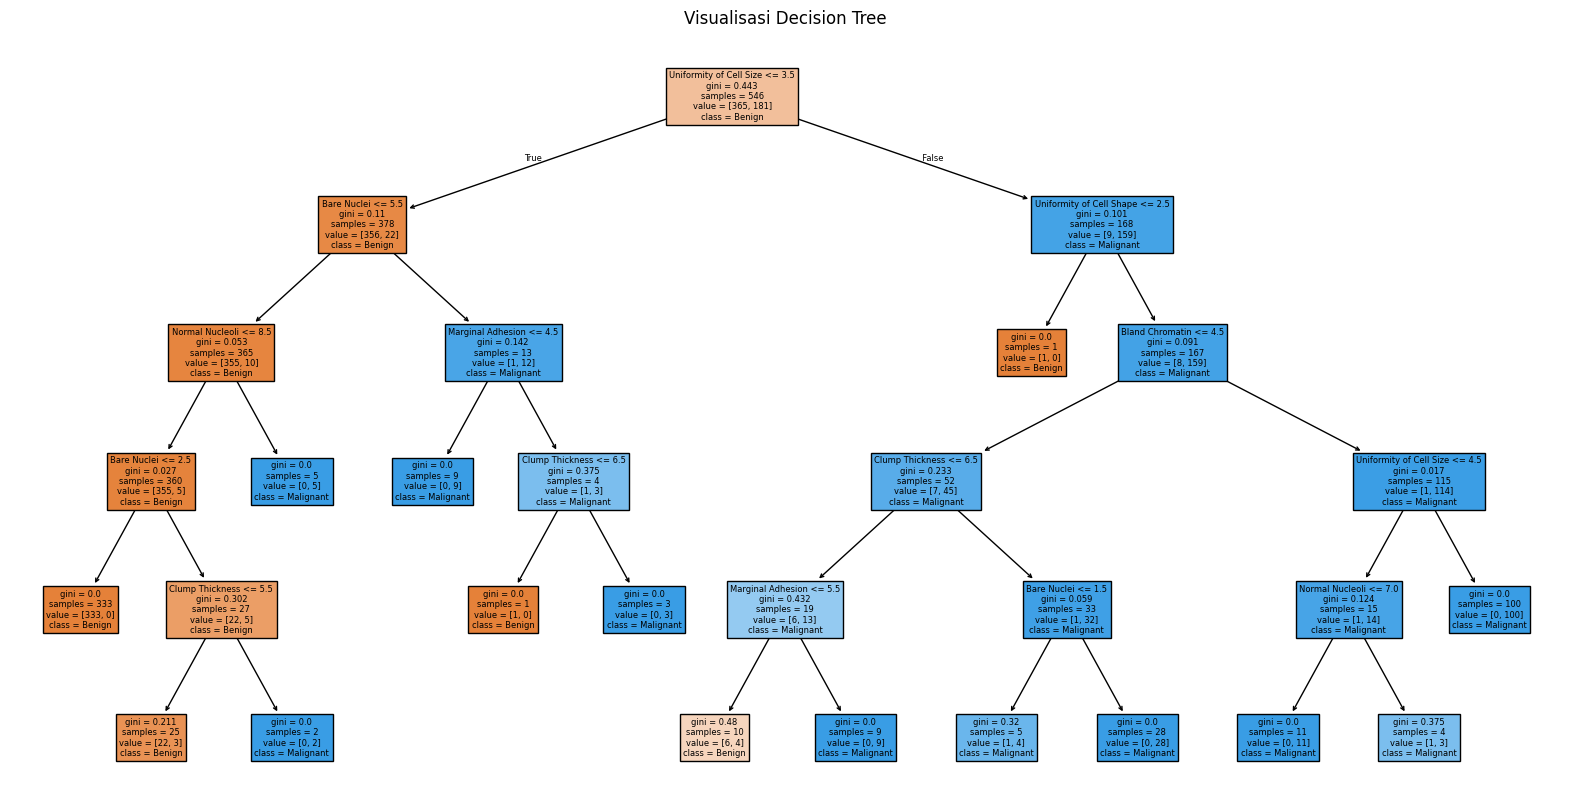 Visualisasi Decision Tree
Uniformity of Cell Size <= 3.5
gini = 0.443
samples = 546
value = [365, 181]
class = Benign
True
False
Bare Nuclei <= 5.5
gini = 0.11
samples = 378
value = [356, 22]
class = Benign
Uniformity of Cell Shape <= 2.5
gini = 0.101
samples = 168
value = [9, 159]
class = Malignant
Normal Nucleoli <= 8.5
gini = 0.053
samples = 365
value = [355, 10]
class = Benign
Marginal Adhesion <= 4.5
gini = 0.142
samples = 13
value = [1, 12]
class = Malignant
gini = 0.0
samples = 1
value = [1, 0]
class = Benign
Bland Chromatin <= 4.5
gini = 0.091
samples = 167
value = [8, 159]
class = Malignant
Bare Nuclei <= 2.5
gini = 0.027
samples = 360
value = [355, 5]
class = Benign
gini = 0.0
samples = 5
value = [0, 5]
class = Malignant
gini = 0.0
samples = 9
value = [0, 9]
class = Malignant
Clump Thickness <= 6.5
gini = 0.375
samples = 4
value = [1, 3]
class = Malignant
Clump Thickness <= 6.5
gini = 0.233
samples = 52
value = [7, 45]
class = Malignant
Uniformity of Cell Size <= 4.5
gini = 0.017
samples = 115
value = [1, 114]
class = Malignant
gini = 0.0
samples = 333
value = [333, 0]
class = Benign
Clump Thickness <= 5.5
gini = 0.302
samples = 27
value = [22, 5]
class = Benign
gini = 0.0
samples = 1
value = [1, 0]
class = Benign
gini = 0.0
samples = 3
value = [0, 3]
class = Malignant
Marginal Adhesion <= 5.5
gini = 0.432
samples = 19
value = [6, 13]
class = Malignant
Bare Nuclei <= 1.5
gini = 0.059
samples = 33
value = [1, 32]
class = Malignant
Normal Nucleoli <= 7.0
gini = 0.124
samples = 15
value = [1, 14]
class = Malignant
gini = 0.0
samples = 100
value = [0, 100]
class = Malignant
gini = 0.211
samples = 25
value = [22, 3]
class = Benign
gini = 0.0
samples = 2
value = [0, 2]
class = Malignant
gini = 0.48
samples = 10
value = [6, 4]
class = Benign
gini = 0.0
samples = 9
value = [0, 9]
class = Malignant
gini = 0.32
samples = 5
value = [1, 4]
class = Malignant
gini = 0.0
samples = 28
value = [0, 28]
class = Malignant
gini = 0.0
samples = 11
value = [0, 11]
class = Malignant
gini = 0.375
samples = 4
value = [1, 3]
class = Malignant